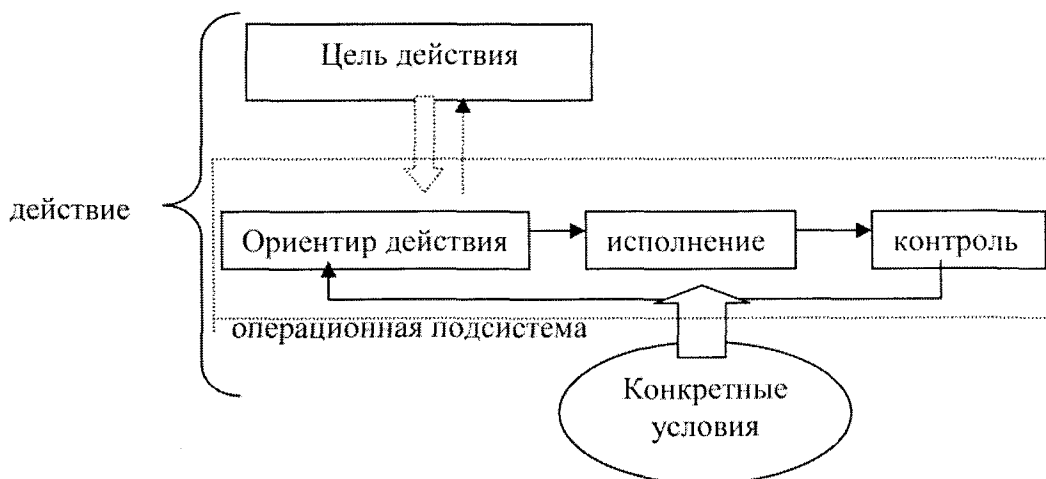 Цель действия
действие
Ориентир действия
исполнение
контроль
операционная подсистема
Конкретные
условия